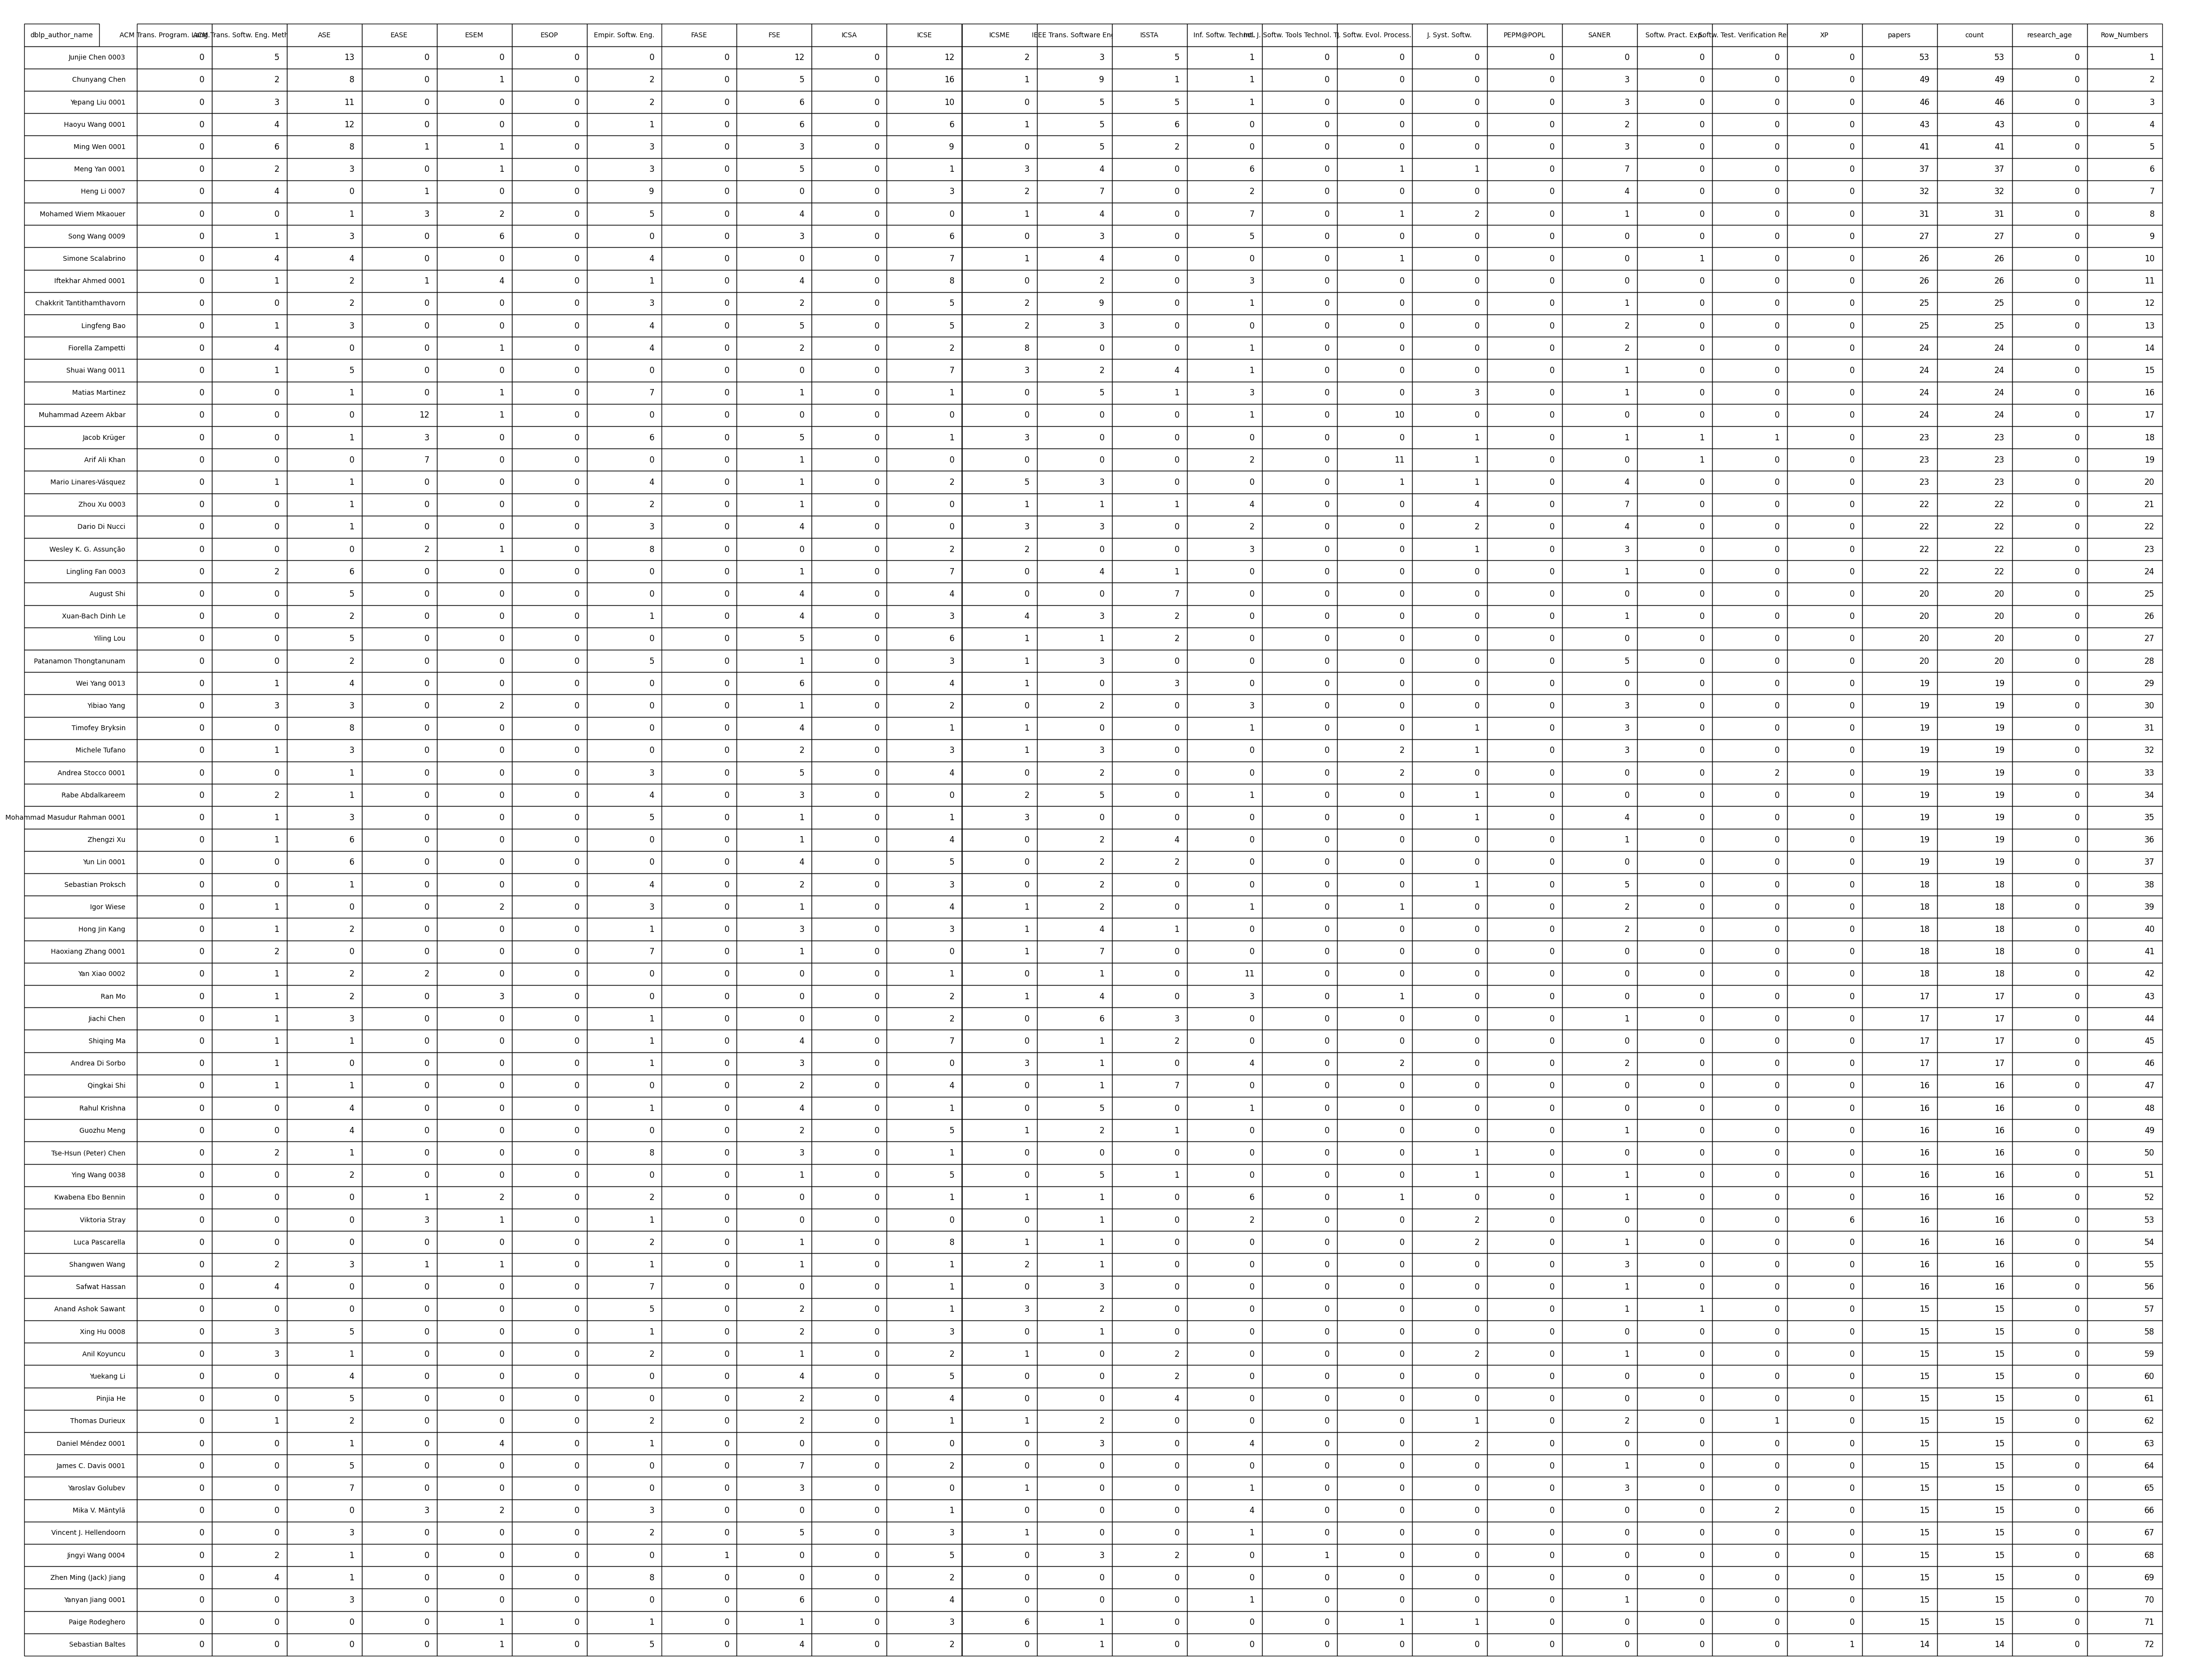 dblp_author_name ACM Trans. Program. Lang. ACM Trans. Softw. Eng. Meth ASE EASE ESEM ESOP Empir. Softw. Eng. FASE FSE ICSA ICSE ICSME IEEE Trans. Software Eng ISSTA Inf. Softw. Technol. Int. J. Softw. Tools Technol. T J. Softw. Evol. Process. J. Syst. Softw. PEPM@POPL SANER Softw. Pract. Exp. Softw. Test. Verification Re XP papers count research_age Row_Numbers
Junjie Chen 0003 0 5 13 0 0 0 0 0 12 0 12 2 3 5 1 0 0 0 0 0 0 0 0 53 53 0 1
Chunyang Chen 0 2 8 0 1 0 2 0 5 0 16 1 9 1 1 0 0 0 0 3 0 0 0 49 49 0 2
Yepang Liu 0001 0 3 11 0 0 0 2 0 6 0 10 0 5 5 1 0 0 0 0 3 0 0 0 46 46 0 3
Haoyu Wang 0001 0 4 12 0 0 0 1 0 6 0 6 1 5 6 0 0 0 0 0 2 0 0 0 43 43 0 4
Ming Wen 0001 0 6 8 1 1 0 3 0 3 0 9 0 5 2 0 0 0 0 0 3 0 0 0 41 41 0 5
Meng Yan 0001 0 2 3 0 1 0 3 0 5 0 1 3 4 0 6 0 1 1 0 7 0 0 0 37 37 0 6
Heng Li 0007 0 4 0 1 0 0 9 0 0 0 3 2 7 0 2 0 0 0 0 4 0 0 0 32 32 0 7
Mohamed Wiem Mkaouer 0 0 1 3 2 0 5 0 4 0 0 1 4 0 7 0 1 2 0 1 0 0 0 31 31 0 8
Song Wang 0009 0 1 3 0 6 0 0 0 3 0 6 0 3 0 5 0 0 0 0 0 0 0 0 27 27 0 9
Simone Scalabrino 0 4 4 0 0 0 4 0 0 0 7 1 4 0 0 0 1 0 0 0 1 0 0 26 26 0 10
Iftekhar Ahmed 0001 0 1 2 1 4 0 1 0 4 0 8 0 2 0 3 0 0 0 0 0 0 0 0 26 26 0 11
Chakkrit Tantithamthavorn 0 0 2 0 0 0 3 0 2 0 5 2 9 0 1 0 0 0 0 1 0 0 0 25 25 0 12
Lingfeng Bao 0 1 3 0 0 0 4 0 5 0 5 2 3 0 0 0 0 0 0 2 0 0 0 25 25 0 13
Fiorella Zampetti 0 4 0 0 1 0 4 0 2 0 2 8 0 0 1 0 0 0 0 2 0 0 0 24 24 0 14
Shuai Wang 0011 0 1 5 0 0 0 0 0 0 0 7 3 2 4 1 0 0 0 0 1 0 0 0 24 24 0 15
Matias Martinez 0 0 1 0 1 0 7 0 1 0 1 0 5 1 3 0 0 3 0 1 0 0 0 24 24 0 16
Muhammad Azeem Akbar 0 0 0 12 1 0 0 0 0 0 0 0 0 0 1 0 10 0 0 0 0 0 0 24 24 0 17
Jacob Krüger 0 0 1 3 0 0 6 0 5 0 1 3 0 0 0 0 0 1 0 1 1 1 0 23 23 0 18
Arif Ali Khan 0 0 0 7 0 0 0 0 1 0 0 0 0 0 2 0 11 1 0 0 1 0 0 23 23 0 19
Mario Linares-Vásquez 0 1 1 0 0 0 4 0 1 0 2 5 3 0 0 0 1 1 0 4 0 0 0 23 23 0 20
Zhou Xu 0003 0 0 1 0 0 0 2 0 1 0 0 1 1 1 4 0 0 4 0 7 0 0 0 22 22 0 21
Dario Di Nucci 0 0 1 0 0 0 3 0 4 0 0 3 3 0 2 0 0 2 0 4 0 0 0 22 22 0 22
Wesley K. G. Assunção 0 0 0 2 1 0 8 0 0 0 2 2 0 0 3 0 0 1 0 3 0 0 0 22 22 0 23
Lingling Fan 0003 0 2 6 0 0 0 0 0 1 0 7 0 4 1 0 0 0 0 0 1 0 0 0 22 22 0 24
August Shi 0 0 5 0 0 0 0 0 4 0 4 0 0 7 0 0 0 0 0 0 0 0 0 20 20 0 25
Xuan-Bach Dinh Le 0 0 2 0 0 0 1 0 4 0 3 4 3 2 0 0 0 0 0 1 0 0 0 20 20 0 26
Yiling Lou 0 0 5 0 0 0 0 0 5 0 6 1 1 2 0 0 0 0 0 0 0 0 0 20 20 0 27
Patanamon Thongtanunam 0 0 2 0 0 0 5 0 1 0 3 1 3 0 0 0 0 0 0 5 0 0 0 20 20 0 28
Wei Yang 0013 0 1 4 0 0 0 0 0 6 0 4 1 0 3 0 0 0 0 0 0 0 0 0 19 19 0 29
Yibiao Yang 0 3 3 0 2 0 0 0 1 0 2 0 2 0 3 0 0 0 0 3 0 0 0 19 19 0 30
Timofey Bryksin 0 0 8 0 0 0 0 0 4 0 1 1 0 0 1 0 0 1 0 3 0 0 0 19 19 0 31
Michele Tufano 0 1 3 0 0 0 0 0 2 0 3 1 3 0 0 0 2 1 0 3 0 0 0 19 19 0 32
Andrea Stocco 0001 0 0 1 0 0 0 3 0 5 0 4 0 2 0 0 0 2 0 0 0 0 2 0 19 19 0 33
Rabe Abdalkareem 0 2 1 0 0 0 4 0 3 0 0 2 5 0 1 0 0 1 0 0 0 0 0 19 19 0 34
Mohammad Masudur Rahman 0001 0 1 3 0 0 0 5 0 1 0 1 3 0 0 0 0 0 1 0 4 0 0 0 19 19 0 35
Zhengzi Xu 0 1 6 0 0 0 0 0 1 0 4 0 2 4 0 0 0 0 0 1 0 0 0 19 19 0 36
Yun Lin 0001 0 0 6 0 0 0 0 0 4 0 5 0 2 2 0 0 0 0 0 0 0 0 0 19 19 0 37
Sebastian Proksch 0 0 1 0 0 0 4 0 2 0 3 0 2 0 0 0 0 1 0 5 0 0 0 18 18 0 38
Igor Wiese 0 1 0 0 2 0 3 0 1 0 4 1 2 0 1 0 1 0 0 2 0 0 0 18 18 0 39
Hong Jin Kang 0 1 2 0 0 0 1 0 3 0 3 1 4 1 0 0 0 0 0 2 0 0 0 18 18 0 40
Haoxiang Zhang 0001 0 2 0 0 0 0 7 0 1 0 0 1 7 0 0 0 0 0 0 0 0 0 0 18 18 0 41
Yan Xiao 0002 0 1 2 2 0 0 0 0 0 0 1 0 1 0 11 0 0 0 0 0 0 0 0 18 18 0 42
Ran Mo 0 1 2 0 3 0 0 0 0 0 2 1 4 0 3 0 1 0 0 0 0 0 0 17 17 0 43
Jiachi Chen 0 1 3 0 0 0 1 0 0 0 2 0 6 3 0 0 0 0 0 1 0 0 0 17 17 0 44
Shiqing Ma 0 1 1 0 0 0 1 0 4 0 7 0 1 2 0 0 0 0 0 0 0 0 0 17 17 0 45
Andrea Di Sorbo 0 1 0 0 0 0 1 0 3 0 0 3 1 0 4 0 2 0 0 2 0 0 0 17 17 0 46
Qingkai Shi 0 1 1 0 0 0 0 0 2 0 4 0 1 7 0 0 0 0 0 0 0 0 0 16 16 0 47
Rahul Krishna 0 0 4 0 0 0 1 0 4 0 1 0 5 0 1 0 0 0 0 0 0 0 0 16 16 0 48
Guozhu Meng 0 0 4 0 0 0 0 0 2 0 5 1 2 1 0 0 0 0 0 1 0 0 0 16 16 0 49
Tse-Hsun (Peter) Chen 0 2 1 0 0 0 8 0 3 0 1 0 0 0 0 0 0 1 0 0 0 0 0 16 16 0 50
Ying Wang 0038 0 0 2 0 0 0 0 0 1 0 5 0 5 1 0 0 0 1 0 1 0 0 0 16 16 0 51
Kwabena Ebo Bennin 0 0 0 1 2 0 2 0 0 0 1 1 1 0 6 0 1 0 0 1 0 0 0 16 16 0 52
Viktoria Stray 0 0 0 3 1 0 1 0 0 0 0 0 1 0 2 0 0 2 0 0 0 0 6 16 16 0 53
Luca Pascarella 0 0 0 0 0 0 2 0 1 0 8 1 1 0 0 0 0 2 0 1 0 0 0 16 16 0 54
Shangwen Wang 0 2 3 1 1 0 1 0 1 0 1 2 1 0 0 0 0 0 0 3 0 0 0 16 16 0 55
Safwat Hassan 0 4 0 0 0 0 7 0 0 0 1 0 3 0 0 0 0 0 0 1 0 0 0 16 16 0 56
Anand Ashok Sawant 0 0 0 0 0 0 5 0 2 0 1 3 2 0 0 0 0 0 0 1 1 0 0 15 15 0 57
Xing Hu 0008 0 3 5 0 0 0 1 0 2 0 3 0 1 0 0 0 0 0 0 0 0 0 0 15 15 0 58
Anil Koyuncu 0 3 1 0 0 0 2 0 1 0 2 1 0 2 0 0 0 2 0 1 0 0 0 15 15 0 59
Yuekang Li 0 0 4 0 0 0 0 0 4 0 5 0 0 2 0 0 0 0 0 0 0 0 0 15 15 0 60
Pinjia He 0 0 5 0 0 0 0 0 2 0 4 0 0 4 0 0 0 0 0 0 0 0 0 15 15 0 61
Thomas Durieux 0 1 2 0 0 0 2 0 2 0 1 1 2 0 0 0 0 1 0 2 0 1 0 15 15 0 62
Daniel Méndez 0001 0 0 1 0 4 0 1 0 0 0 0 0 3 0 4 0 0 2 0 0 0 0 0 15 15 0 63
James C. Davis 0001 0 0 5 0 0 0 0 0 7 0 2 0 0 0 0 0 0 0 0 1 0 0 0 15 15 0 64
Yaroslav Golubev 0 0 7 0 0 0 0 0 3 0 0 1 0 0 1 0 0 0 0 3 0 0 0 15 15 0 65
Mika V. Mäntylä 0 0 0 3 2 0 3 0 0 0 1 0 0 0 4 0 0 0 0 0 0 2 0 15 15 0 66
Vincent J. Hellendoorn 0 0 3 0 0 0 2 0 5 0 3 1 0 0 1 0 0 0 0 0 0 0 0 15 15 0 67
Jingyi Wang 0004 0 2 1 0 0 0 0 1 0 0 5 0 3 2 0 1 0 0 0 0 0 0 0 15 15 0 68
Zhen Ming (Jack) Jiang 0 4 1 0 0 0 8 0 0 0 2 0 0 0 0 0 0 0 0 0 0 0 0 15 15 0 69
Yanyan Jiang 0001 0 0 3 0 0 0 0 0 6 0 4 0 0 0 1 0 0 0 0 1 0 0 0 15 15 0 70
Paige Rodeghero 0 0 0 0 1 0 1 0 1 0 3 6 1 0 0 0 1 1 0 0 0 0 0 15 15 0 71
Sebastian Baltes 0 0 0 0 1 0 5 0 4 0 2 0 1 0 0 0 0 0 0 0 0 0 1 14 14 0 72